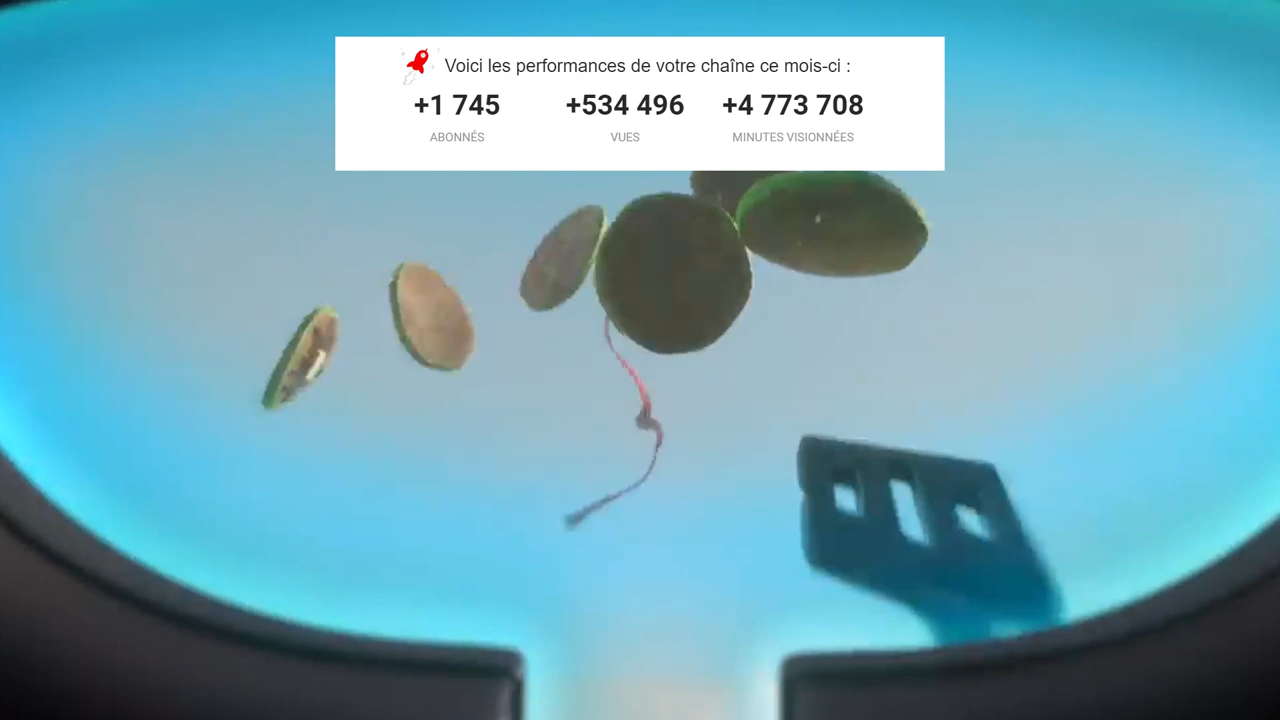 Voici les performances de votre chaîne ce mois-ci :
+1 745 +534 496 +4 773 708
ABONNÉS VUES MINUTES VISIONNÉES